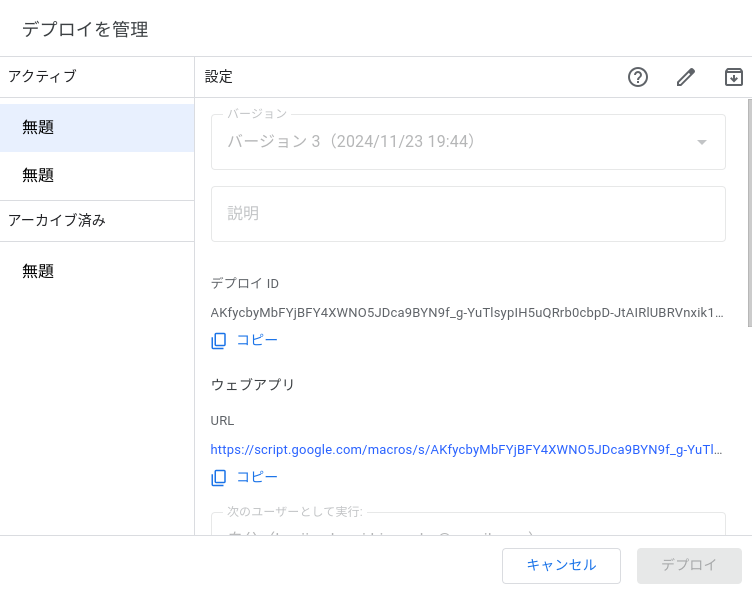 デプロイを管理
アクティブ
設定
無題
無題
アーカイブ済み
無題
バージョン
バージョン 3（2024/11/23 19:44）
説明
デプロイ ID
AKfycbyMbFYjBFY4XWNO5JDca9BYN9f_g-YuTlsypIH5uQRrb0cbpD-JtAIRlUBRVnxik1...
コピー
ウェブアプリ
URL
https://script.google.com/macros/s/AKfycbyMbFYjBFY4XWNO5JDca9BYN9f_g-YuTl...
コピー
次のユーザーとして実行:
キャンセル
デプロイ